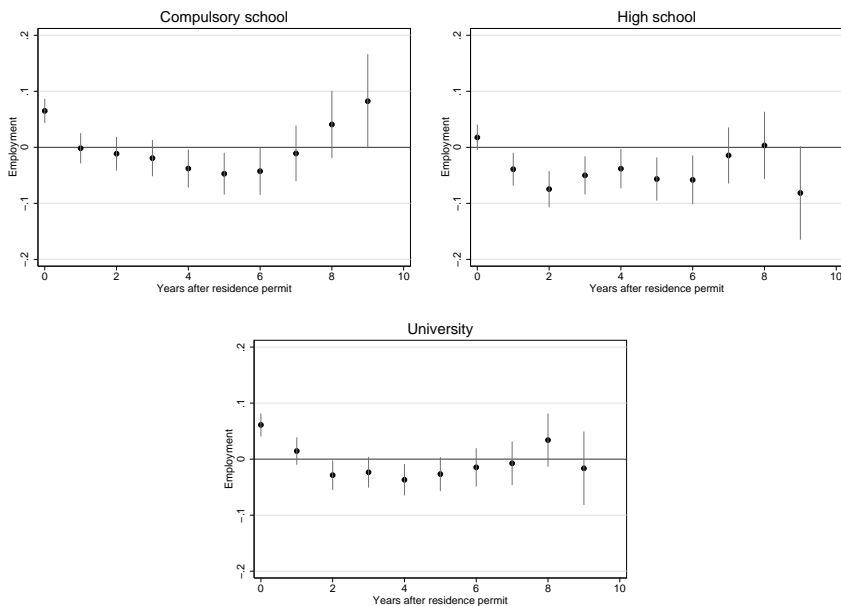 Compulsory school
Employment
.2
.1
0
-.1
-.2
0 2 4 6 8 10
Years after residence permit
High school
Employment
.2
.1
0
-.1
-.2
0 2 4 6 8 10
Years after residence permit
University
Employment
.2
.1
0
-.1
-.2
0 2 4 6 8 10
Years after residence permit